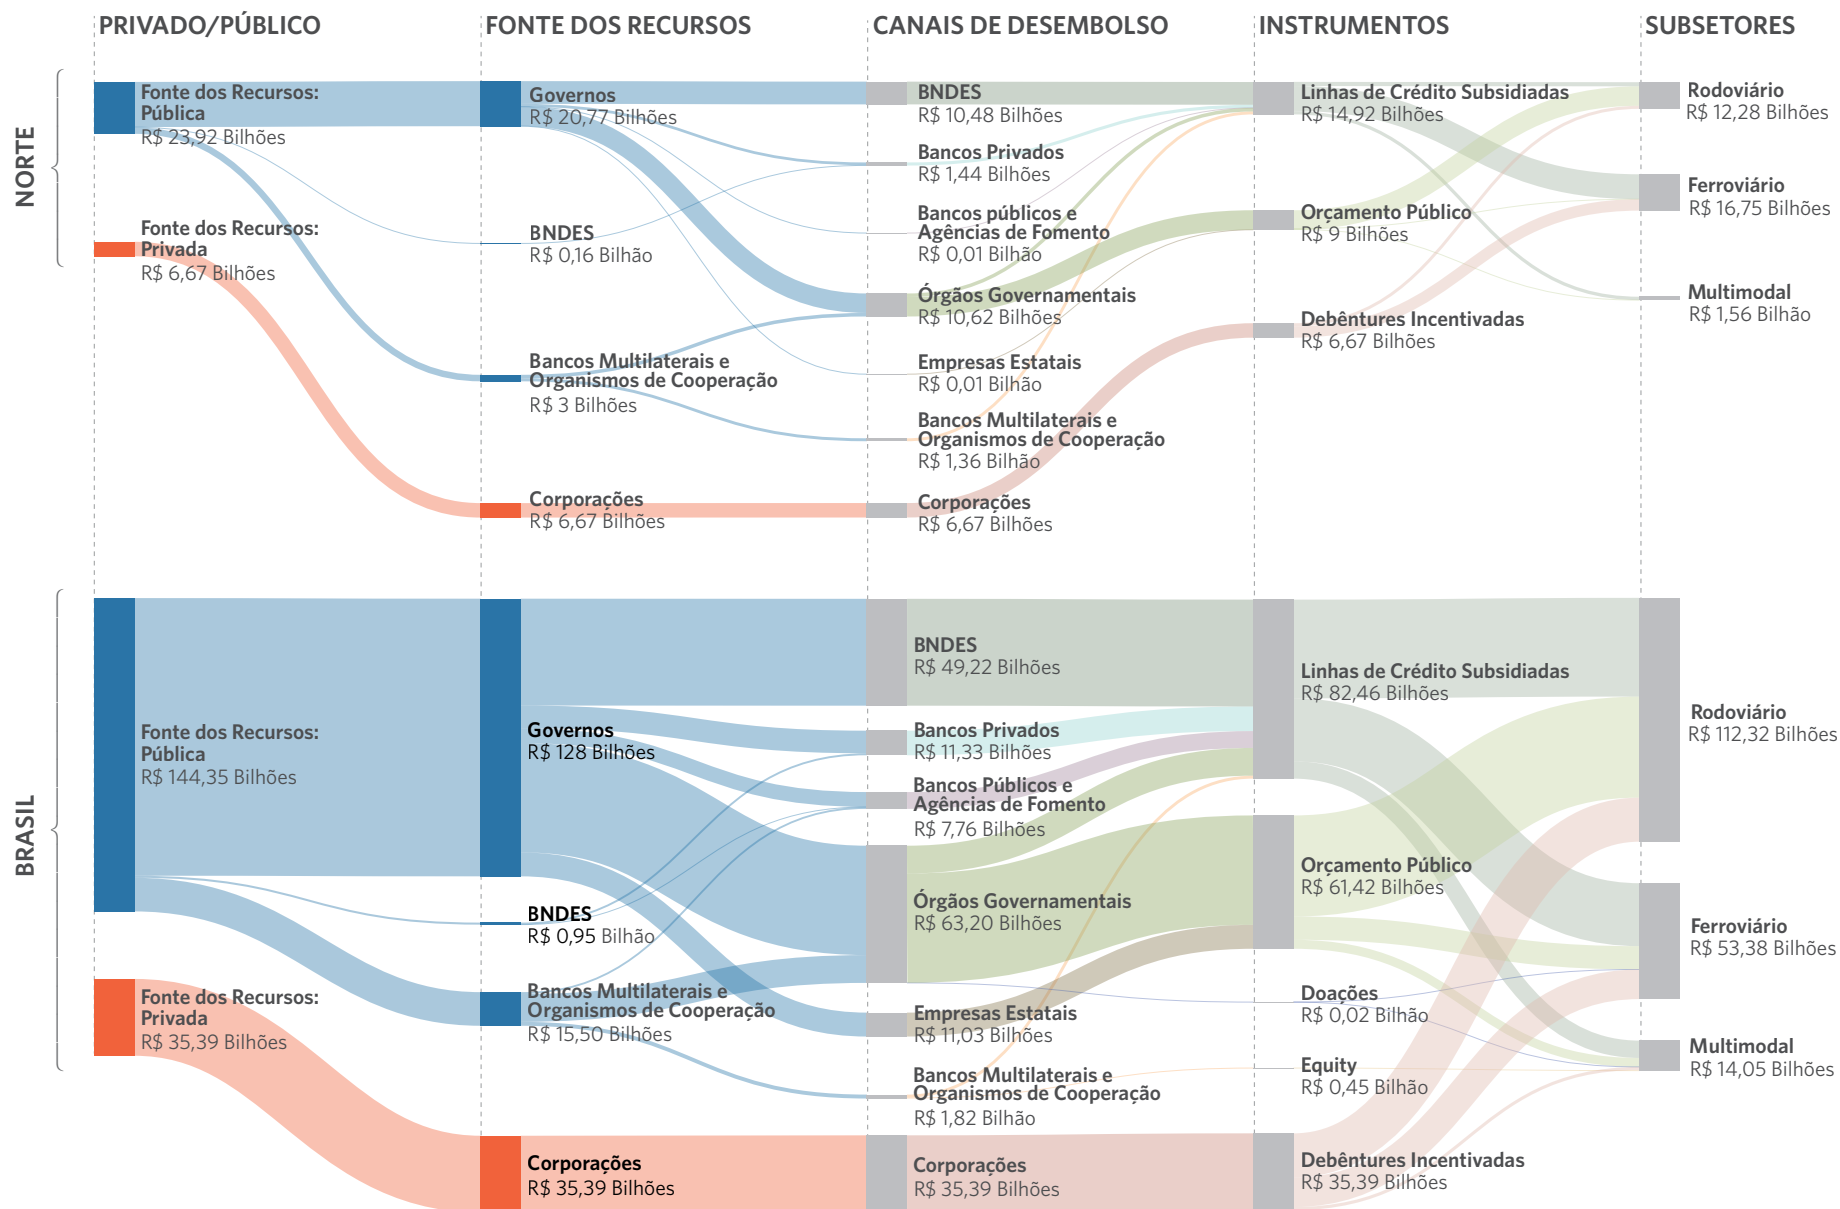 PRIVADO/PÚBLICO
FONTE DOS RECURSOS
CANAIS DE DESEMBOLSO
INSTRUMENTOS
SUBSETORES
NORTE
Fonte dos Recursos:
Pública
R$ 23,92 Bilhões
Fonte dos Recursos:
Privada
R$ 6,67 Bilhões
Governos
R$ 20,77 Bilhões
BNDES
R$ 0,16 Bilhão
Bancos Multilaterais e
Organismos de Cooperação
R$ 3 Bilhões
Corporações
R$ 6,67 Bilhões
BNDES
R$ 10,48 Bilhões
Bancos Privados
R$ 1,44 Bilhões
Bancos públicos e
Agências de Fomento
R$ 0,01 Bilhão
Órgãos Governamentais
R$ 10,62 Bilhões
Empresas Estatais
R$ 0,01 Bilhão
Bancos Multilaterais e
Organismos de Cooperação
R$ 1,36 Bilhão
Corporações
R$ 6,67 Bilhões
Linhas de Crédito Subsidiadas
R$ 14,92 Bilhões
Orçamento Público
R$ 9 Bilhões
Debêntures Incentivadas
R$ 6,67 Bilhões
Rodoviário
R$ 12,28 Bilhões
Ferroviário
R$ 16,75 Bilhões
Multimodal
R$ 1,56 Bilhão
BRASIL
Fonte dos Recursos:
Pública
R$ 144,35 Bilhões
Fonte dos Recursos:
Privada
R$ 35,39 Bilhões
Governos
R$ 128 Bilhões
BNDES
R$ 0,95 Bilhão
Bancos Multilaterais e
Organismos de Cooperação
R$ 15,50 Bilhões
Corporações
R$ 35,39 Bilhões
BNDES
R$ 49,22 Bilhões
Bancos Privados
R$ 11,33 Bilhões
Bancos Públicos e
Agências de Fomento
R$ 7,76 Bilhões
Órgãos Governamentais
R$ 63,20 Bilhões
Empresas Estatais
R$ 11,03 Bilhões
Bancos Multilaterais e
Organismos de Cooperação
R$ 1,82 Bilhão
Corporações
R$ 35,39 Bilhões
Linhas de Crédito Subsidiadas
R$ 82,46 Bilhões
Orçamento Público
R$ 61,42 Bilhões
Doações
R$ 0,02 Bilhão
Equity
R$ 0,45 Bilhão
Debêntures Incentivadas
R$ 35,39 Bilhões
Rodoviário
R$ 112,32 Bilhões
Ferroviário
R$ 53,38 Bilhões
Multimodal
R$ 14,05 Bilhões